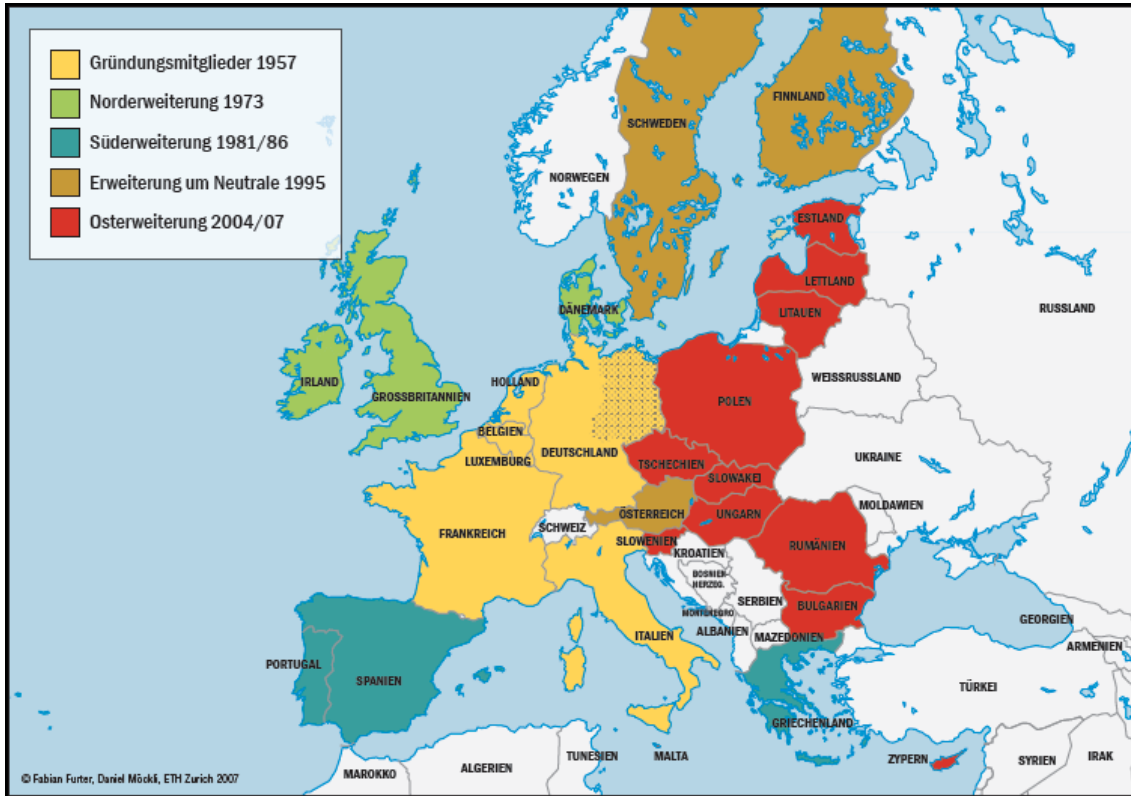 Gründungsmitglieder 1957
Norderweiterung 1973
Süderweiterung 1981/86
Erweiterung um Neutrale 1995
Osterweiterung 2004/07
FINNLAND
SCHWEDEN
NORWEGEN
ESTLAND
LETTLAND
LITAUEN
RUSSLAND
DÄNEMARK
WEISSRUSSLAND
IRLAND
GROSSBRITANNIEN
HOLLAND
POLEN
BELGIEN
DEUTSCHLAND
UKRAINE
LUXEMBURG
TSCHECHIEN
SLOWAKEI
MOLDAWIEN
ÖSTERREICH
UNGARN
SCHWEIZ
FRANKREICH
SLOWENIEN
RUMÄNIEN
KROATIEN
BOSNIEN
HERZEG.
SERBIEN
BULGARIEN
MONTENEGRO
GEORGIEN
ALBANIEN
MAZEDONIEN
ITALIEN
ARMENIEN
PORTUGAL
SPANIEN
TÜRKEI
GRIECHENLAND
TUNESIEN
MALTA
ZYPERN
SYRIEN
IRAK
ALGERIEN
MAROKKO
© Fabian Furter, Daniel Möckli, ETH Zurich 2007